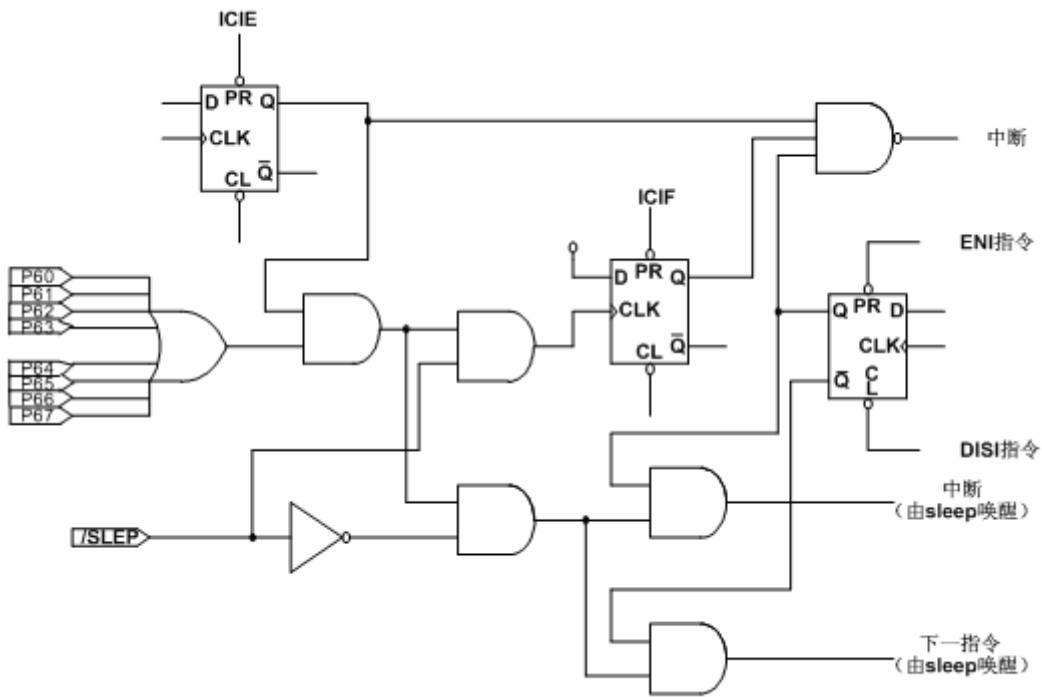 ICIE
D PR Q
CLK
CL Q̅
中断
ICIF
D PR Q
CLK
CL Q̅
ENI指令
Q PR D
CLK
Q̅ C
L
DISI指令
P60
P61
P62
P63
P64
P65
P66
P67
/SLEP
中断
（由sleep唤醒）
下一指令
（由sleep唤醒）